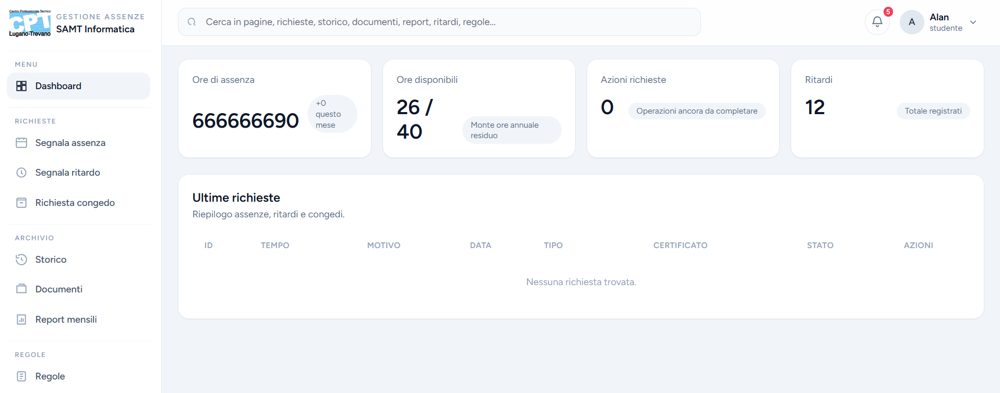 Centro Professionale Tecnico
CPT
Lugano-Trevano
GESTIONE ASSENZE
SAMT Informatica
Cerca in pagine, richieste, storico, documenti, report, ritardi, regole...
5
A
Alan
studente
MENU
Dashboard
RICHIESTE
Segnala assenza
Segnala ritardo
Richiesta congedo
ARCHIVIO
Storico
Documenti
Report mensili
REGOLE
Regole
Ore di assenza
666666690
+0
questo
mese
Ore disponibili
26 /
40
Monte ore annuale
residuo
Azioni richieste
0
Operazioni ancora da completare
Ritardi
12
Totale registrati
Ultime richieste
Riepilogo assenze, ritardi e congedi.
ID TEMPO MOTIVO DATA TIPO CERTIFICATO STATO AZIONI
Nessuna richiesta trovata.